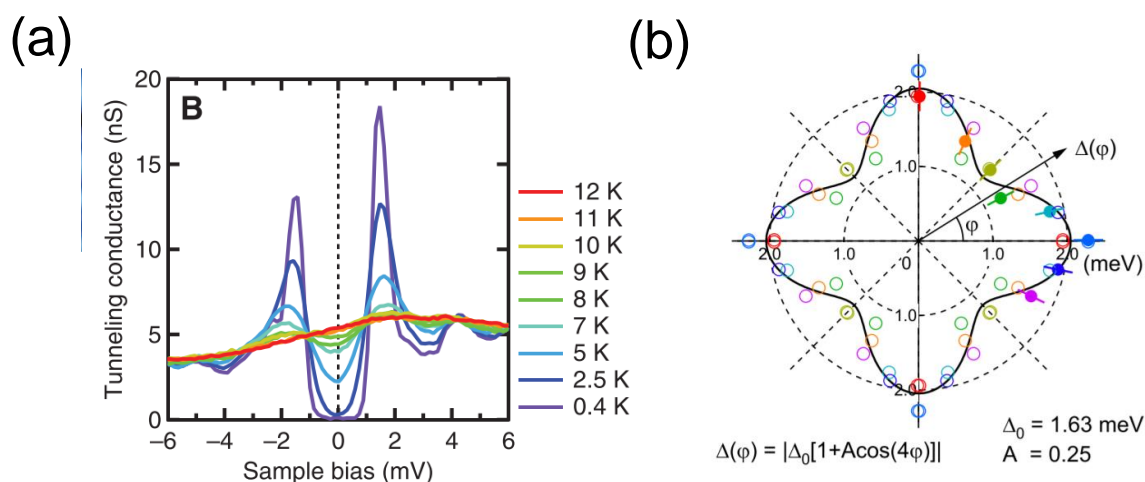 (a)
B
Tunneling conductance (nS)
20
15
10
5
0
−6
−4
−2
0
2
4
6
Sample bias (mV)
12 K
11 K
10 K
9 K
8 K
7 K
5 K
2.5 K
0.4 K
(b)
2.0
1.0
Δ(φ)
φ
2.0
1.0
0
1.0
2.0
(meV)
1.0
2.0
Δ(φ) = |Δ0[1+Acos(4φ)]|
Δ0 = 1.63 meV
A = 0.25